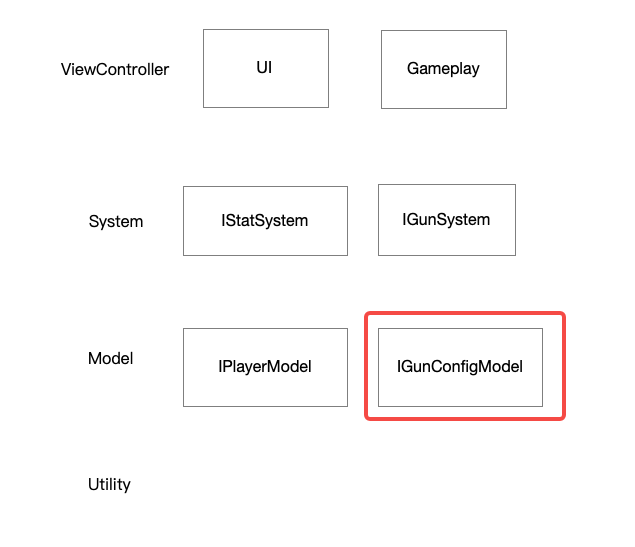 ViewController
UI
Gameplay
System
IStatSystem
IGunSystem
Model
IPlayerModel
IGunConfigModel
Utility